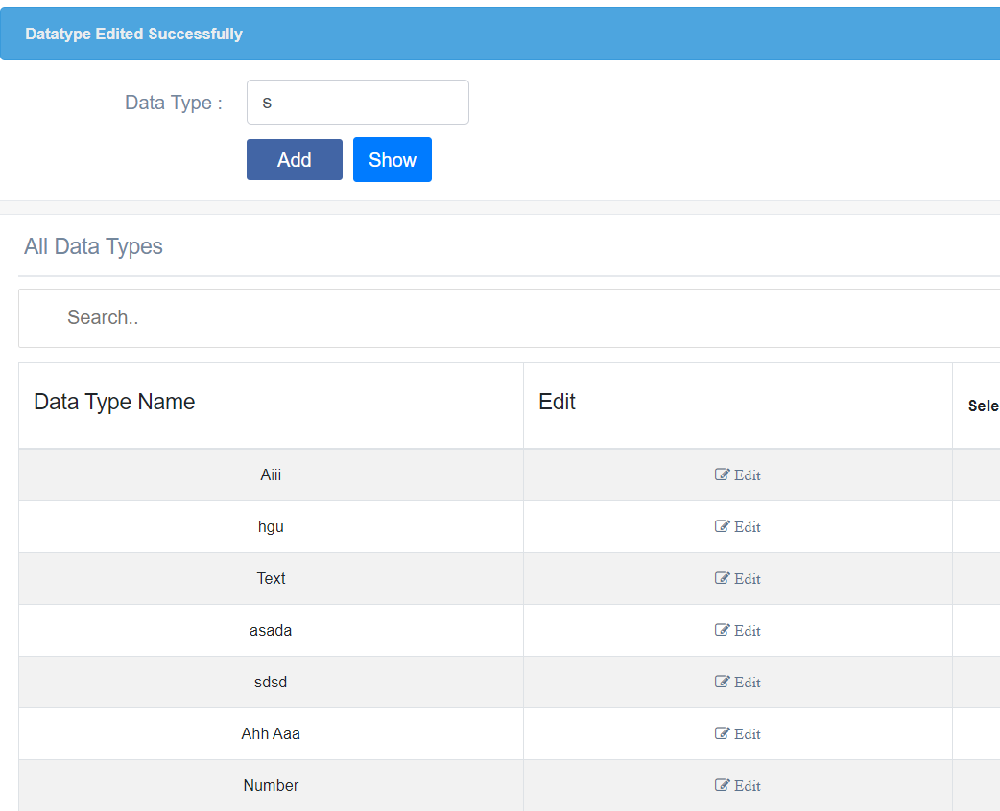 Datatype Edited Successfully
Data Type : s
Add Show
All Data Types
Search..
Data Type Name Edit Sele
Aiii Edit
hgu Edit
Text Edit
asada Edit
sdsd Edit
Ahh Aaa Edit
Number Edit